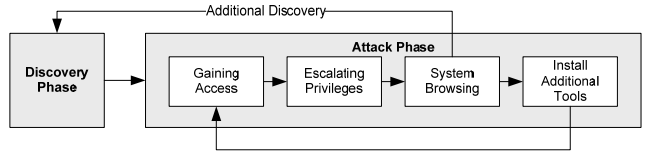 Additional Discovery
Attack Phase
Discovery
Phase
Gaining
Access
Escalating
Privileges
System
Browsing
Install
Additional
Tools